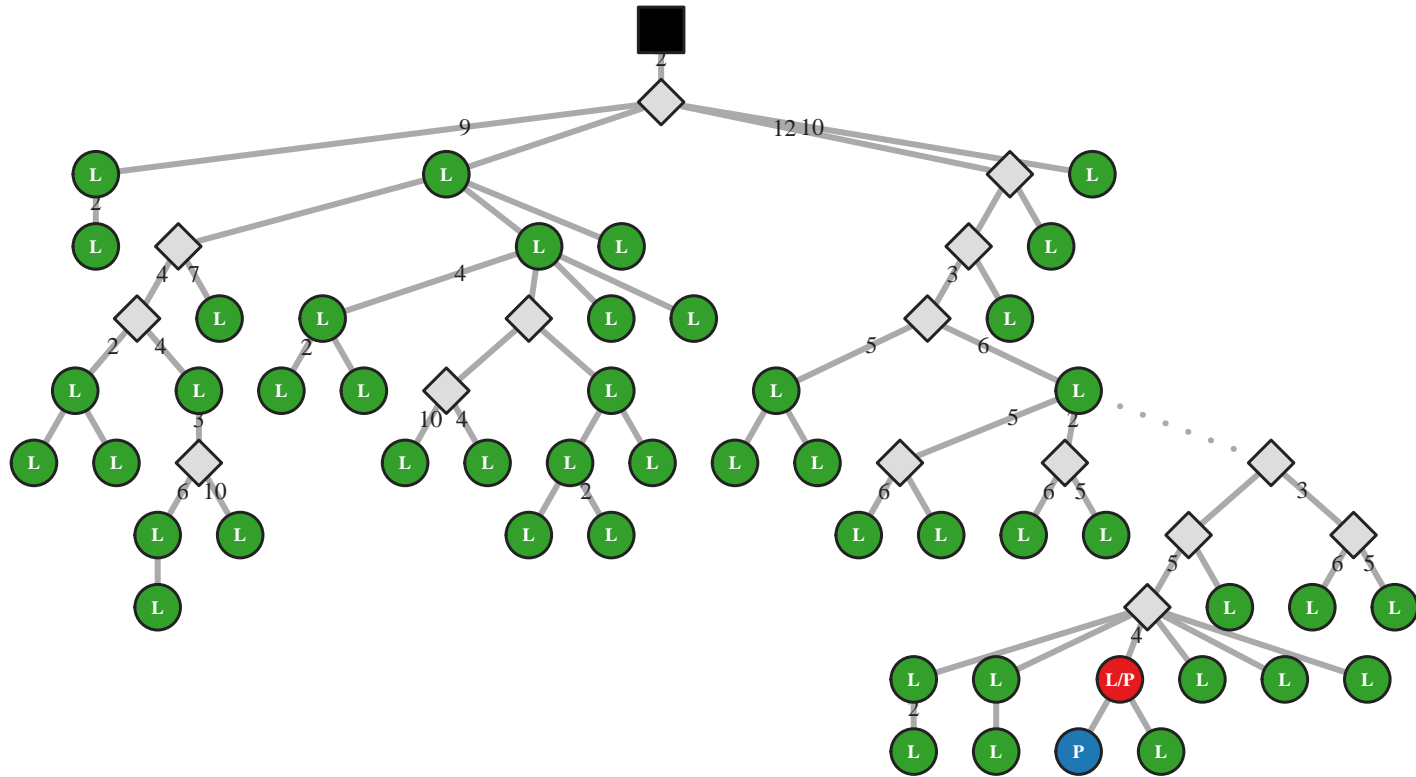 2
9 12 10
L L L
2
L L L L
4 7 4 3
L L L L L
2 4 2 5 6
L L L L L L L
3 10 4 5 2
L L L L L L L L
6 10 2 6 6 5 3
L L L L L L L L
5 6 5
L L L L
4
L L L/P L L L
2
L L P L